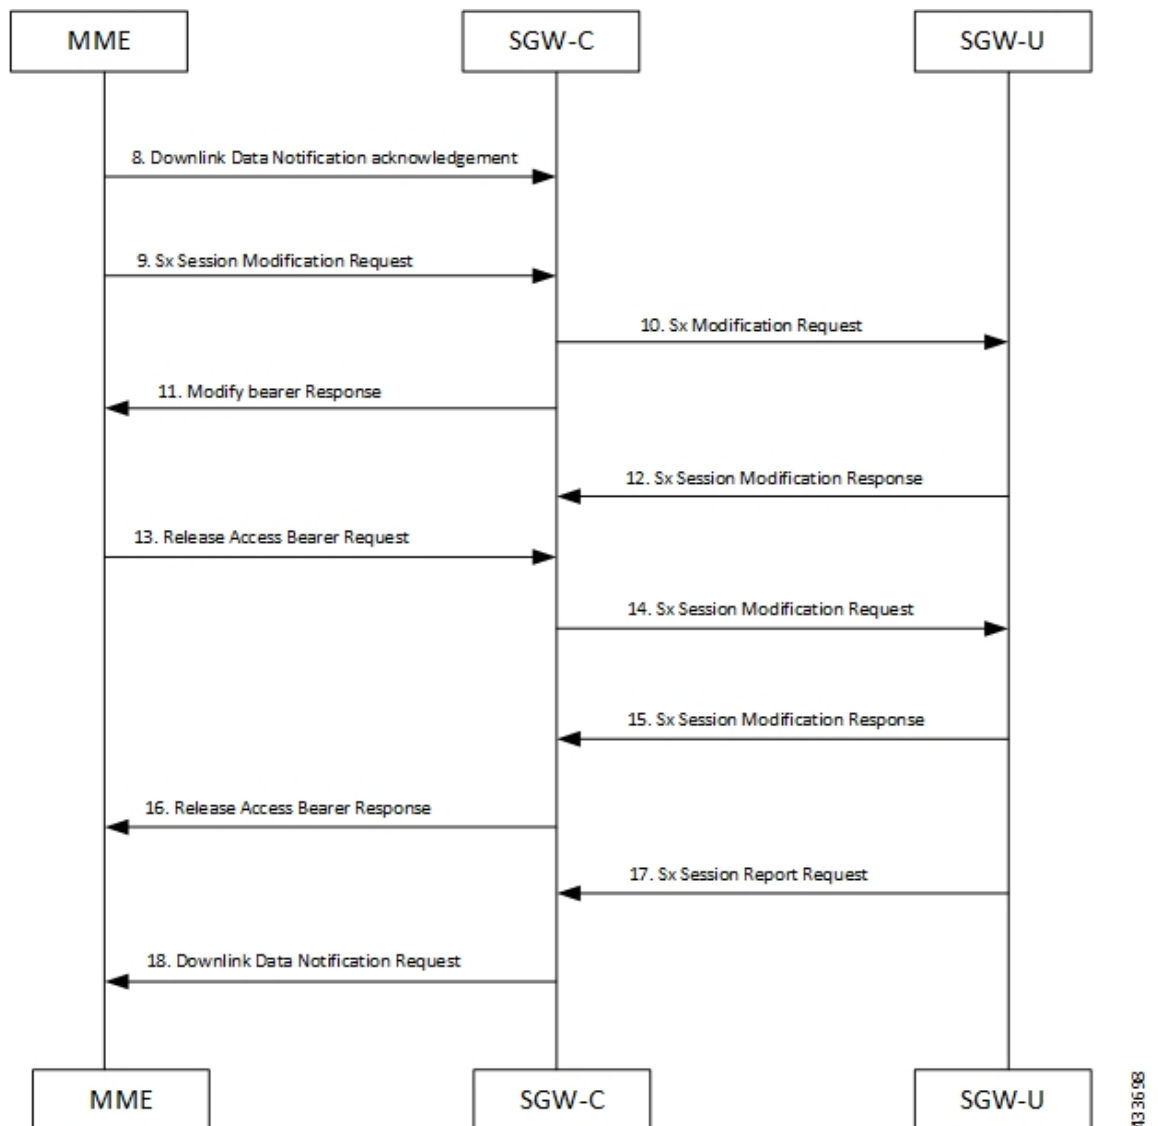 MME
SGW-C
SGW-U
8. Downlink Data Notification acknowledgement
9. Sx Session Modification Request
10. Sx Modification Request
11. Modify bearer Response
12. Sx Session Modification Response
13. Release Access Bearer Request
14. Sx Session Modification Request
15. Sx Session Modification Response
16. Release Access Bearer Response
17. Sx Session Report Request
18. Downlink Data Notification Request
MME
SGW-C
SGW-U
433698